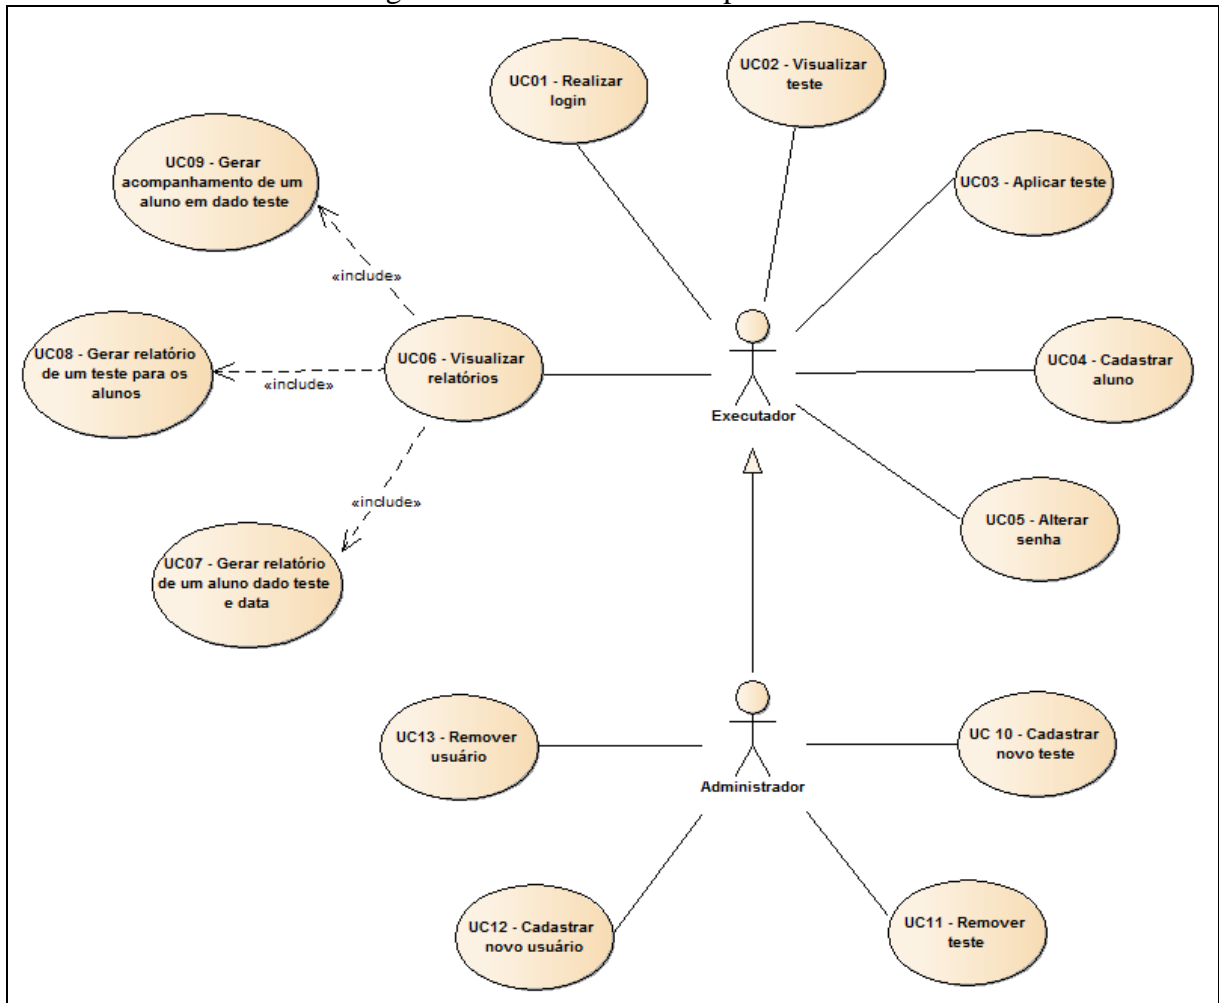 UC01 - Realizar
login
UC02 - Visualizar
teste
UC09 - Gerar
acompanhamento de um
aluno em dado teste
UC03 - Aplicar teste
«include»
UC08 - Gerar relatório
de um teste para os
alunos
«include»
UC06 - Visualizar
relatórios
UC04 - Cadastrar
aluno
Executador
«include»
UC05 - Alterar
senha
UC07 - Gerar relatório
de um aluno dado teste
e data
UC13 - Remover
usuário
UC 10 - Cadastrar
novo teste
Administrador
UC12 - Cadastrar
novo usuário
UC11 - Remover
teste